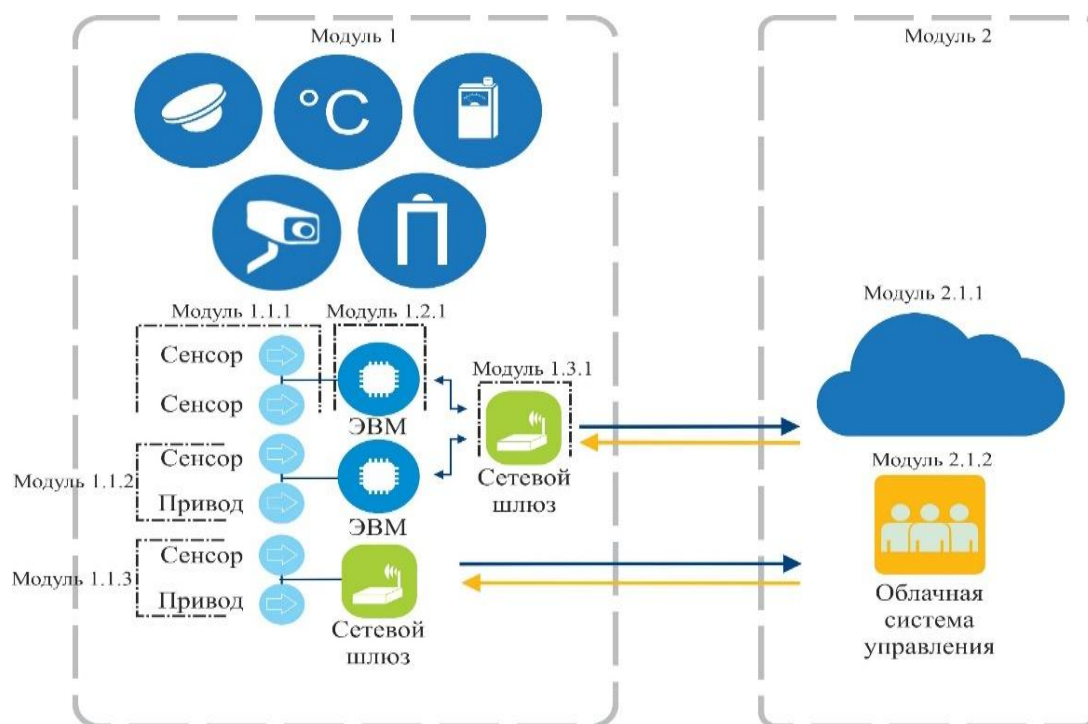 Модуль 1
Модуль 2
°C
Модуль 1.1.1
Модуль 1.2.1
Сенсор
Сенсор
ЭВМ
Модуль 1.3.1
Сетевой
шлюз
Модуль 1.1.2
Сенсор
Привод
ЭВМ
Модуль 1.1.3
Сенсор
Привод
Сетевой
шлюз
Модуль 2.1.1
Модуль 2.1.2
Облачная
система
управления